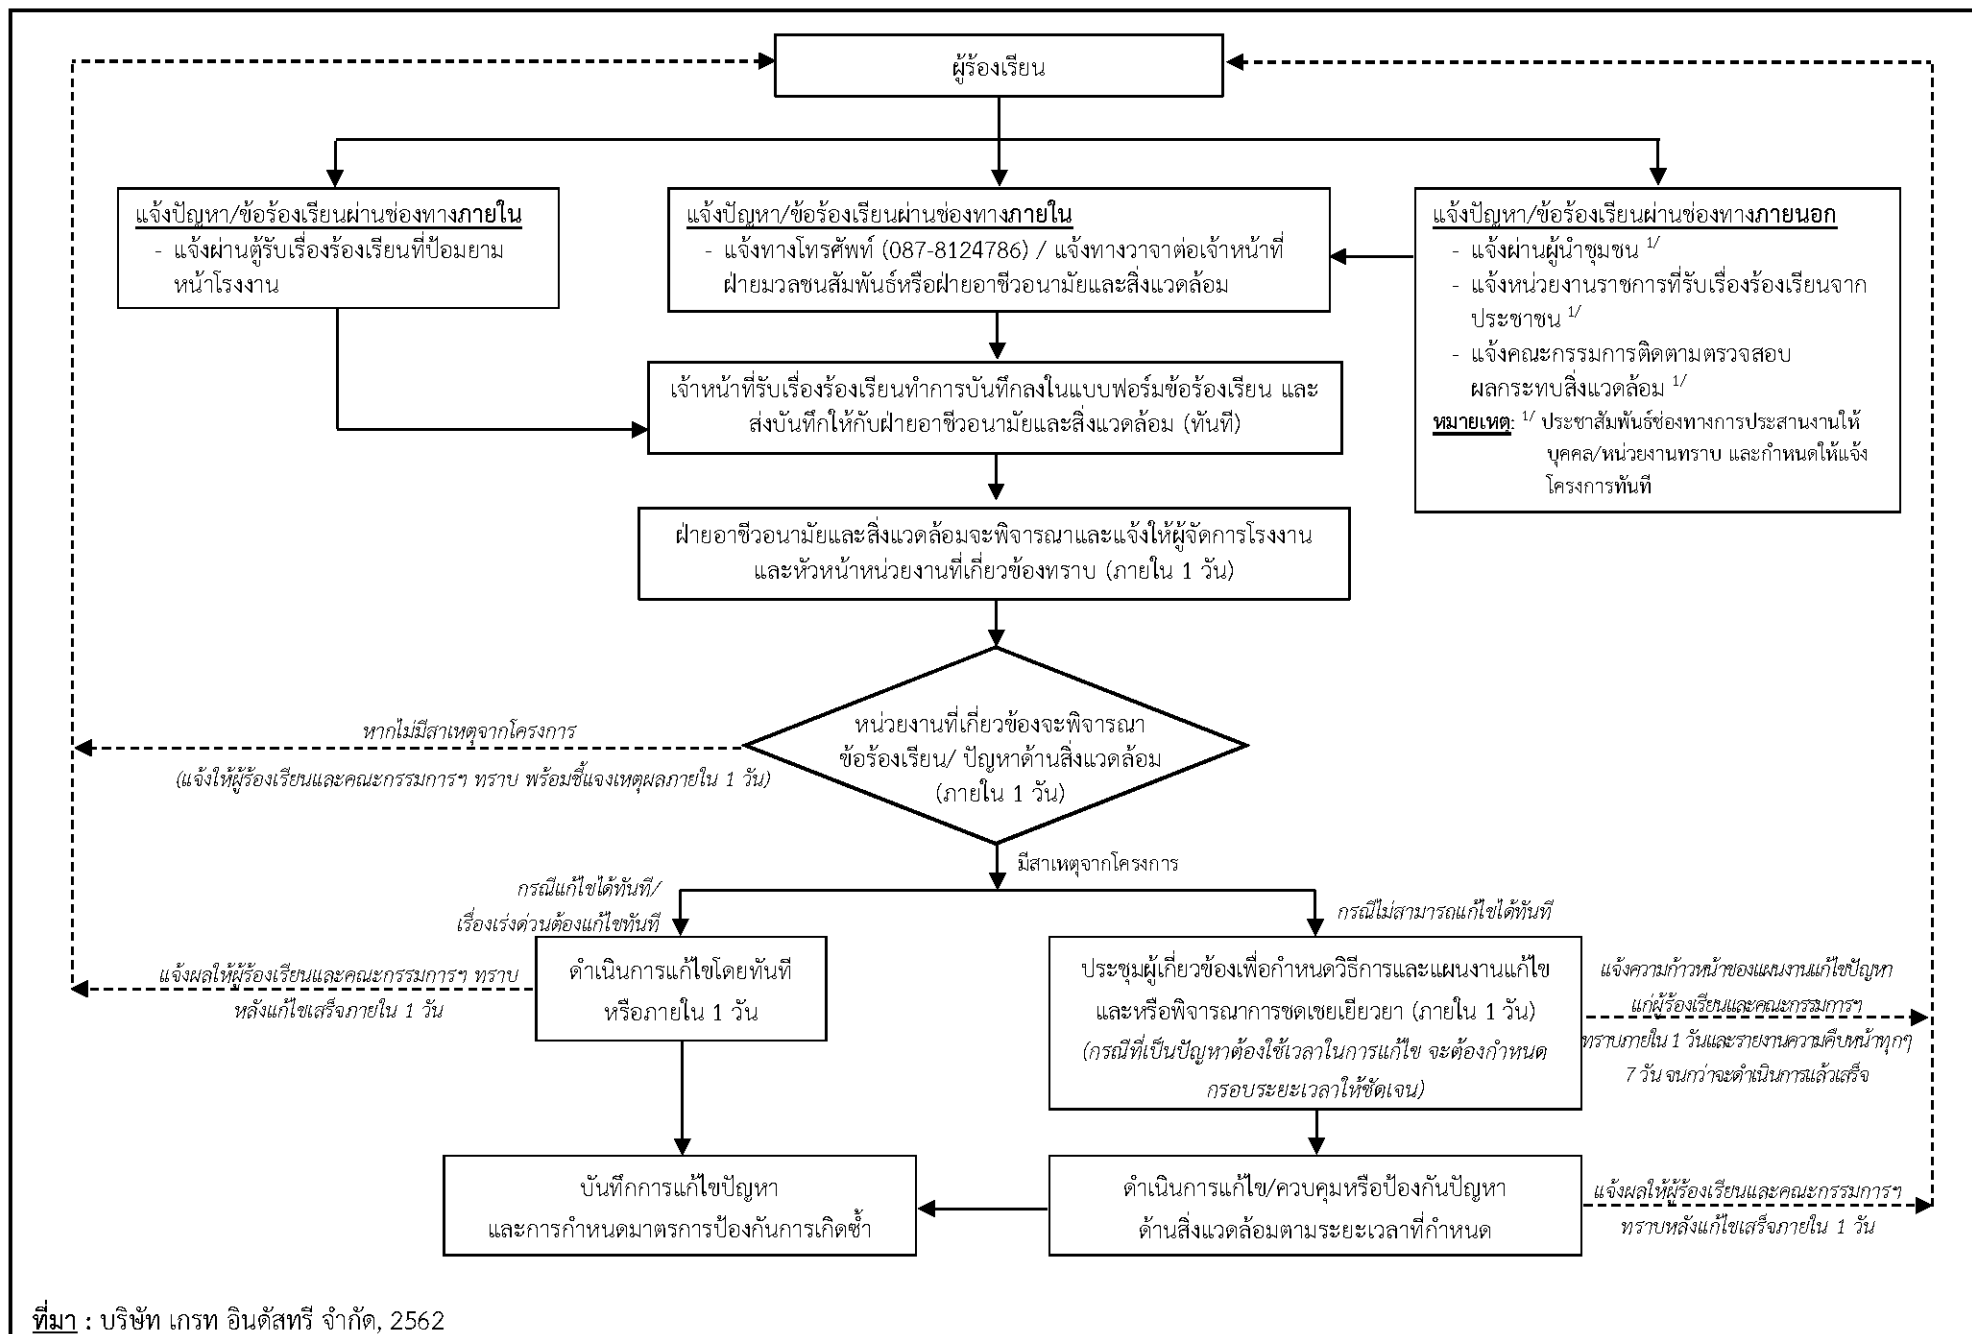 ผู้ร้องเรียน
แจ้งปัญหา/ข้อร้องเรียนผ่านช่องทางภายใน
- แจ้งผ่านตู้รับเรื่องร้องเรียนที่ป้อมยาม
หน้าโรงงาน
แจ้งปัญหา/ข้อร้องเรียนผ่านช่องทางภายใน
- แจ้งทางโทรศัพท์ (087-8124786) / แจ้งทางวาจาต่อเจ้าหน้าที่
ฝ่ายมวลชนสัมพันธ์หรือฝ่ายอาชีวอนามัยและสิ่งแวดล้อม
แจ้งปัญหา/ข้อร้องเรียนผ่านช่องทางภายนอก
- แจ้งผ่านผู้นำชุมชน 1/
- แจ้งหน่วยงานราชการที่รับเรื่องร้องเรียนจาก
ประชาชน 1/
- แจ้งคณะกรรมการติดตามตรวจสอบ
ผลกระทบสิ่งแวดล้อม 1/
หมายเหตุ: 1/ ประชาสัมพันธ์ช่องทางการประสานงานให้
บุคคล/หน่วยงานทราบ และกำหนดให้แจ้ง
โครงการทันที
เจ้าหน้าที่รับเรื่องร้องเรียนทำการบันทึกลงในแบบฟอร์มข้อร้องเรียน และ
ส่งบันทึกให้กับฝ่ายอาชีวอนามัยและสิ่งแวดล้อม (ทันที)
ฝ่ายอาชีวอนามัยและสิ่งแวดล้อมจะพิจารณาและแจ้งให้ผู้จัดการโรงงาน
และหัวหน้าหน่วยงานที่เกี่ยวข้องทราบ (ภายใน 1 วัน)
หน่วยงานที่เกี่ยวข้องจะพิจารณา
ข้อร้องเรียน/ ปัญหาด้านสิ่งแวดล้อม
(ภายใน 1 วัน)
หากไม่มีสาเหตุจากโครงการ
(แจ้งให้ผู้ร้องเรียนและคณะกรรมการฯ ทราบ พร้อมชี้แจงเหตุผลภายใน 1 วัน)
มีสาเหตุจากโครงการ
กรณีแก้ไขได้ทันที/
เรื่องเร่งด่วนต้องแก้ไขทันที
กรณีไม่สามารถแก้ไขได้ทันที
ดำเนินการแก้ไขโดยทันที
หรือภายใน 1 วัน
แจ้งผลให้ผู้ร้องเรียนและคณะกรรมการฯ ทราบ
หลังแก้ไขเสร็จภายใน 1 วัน
ประชุมผู้เกี่ยวข้องเพื่อกำหนดวิธีการและแผนงานแก้ไข
และหรือพิจารณาการชดเชยเยียวยา (ภายใน 1 วัน)
(กรณีที่เป็นปัญหาต้องใช้เวลาในการแก้ไข จะต้องกำหนด
กรอบระยะเวลาให้ชัดเจน)
แจ้งความก้าวหน้าของแผนงานแก้ไขปัญหา
แก่ผู้ร้องเรียนและคณะกรรมการฯ
ทราบภายใน 1 วันและรายงานความคืบหน้าทุกๆ
7 วัน จนกว่าจะดำเนินการแล้วเสร็จ
บันทึกการแก้ไขปัญหา
และการกำหนดมาตรการป้องกันการเกิดซ้ำ
ดำเนินการแก้ไข/ควบคุมหรือป้องกันปัญหา
ด้านสิ่งแวดล้อมตามระยะเวลาที่กำหนด
แจ้งผลให้ผู้ร้องเรียนและคณะกรรมการฯ
ทราบหลังแก้ไขเสร็จภายใน 1 วัน
ที่มา : บริษัท เกรท อินดัสทรี จำกัด, 2562